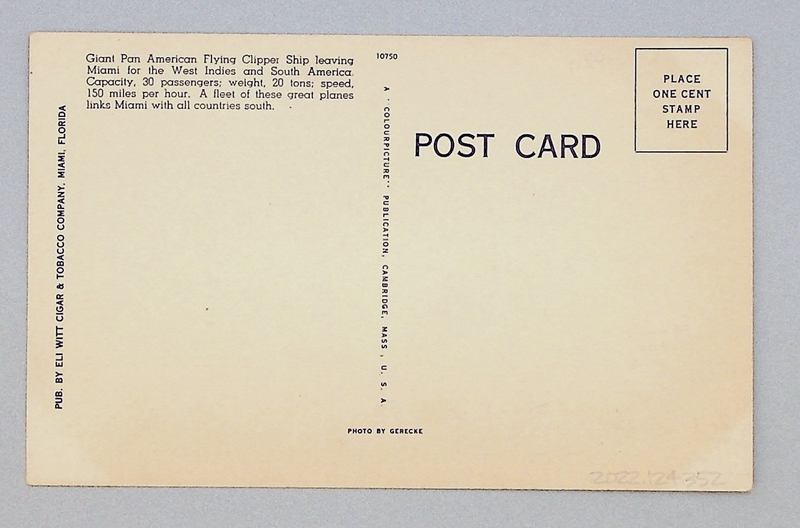 Giant Pan American Flying Clipper Ship leaving
Miami for the West Indies and South America.
Capacity, 30 passengers; weight, 20 tons; speed,
150 miles per hour. A fleet of these great planes
links Miami with all countries south.
10750
PLACE
ONE CENT
STAMP
HERE
POST CARD
PUB. BY ELI WITT CIGAR & TOBACCO COMPANY, MIAMI, FLORIDA
A "COLOURPICTURE" PUBLICATION, CAMBRIDGE, MASS., U. S. A.
PHOTO BY GERECKE
2022.124.352